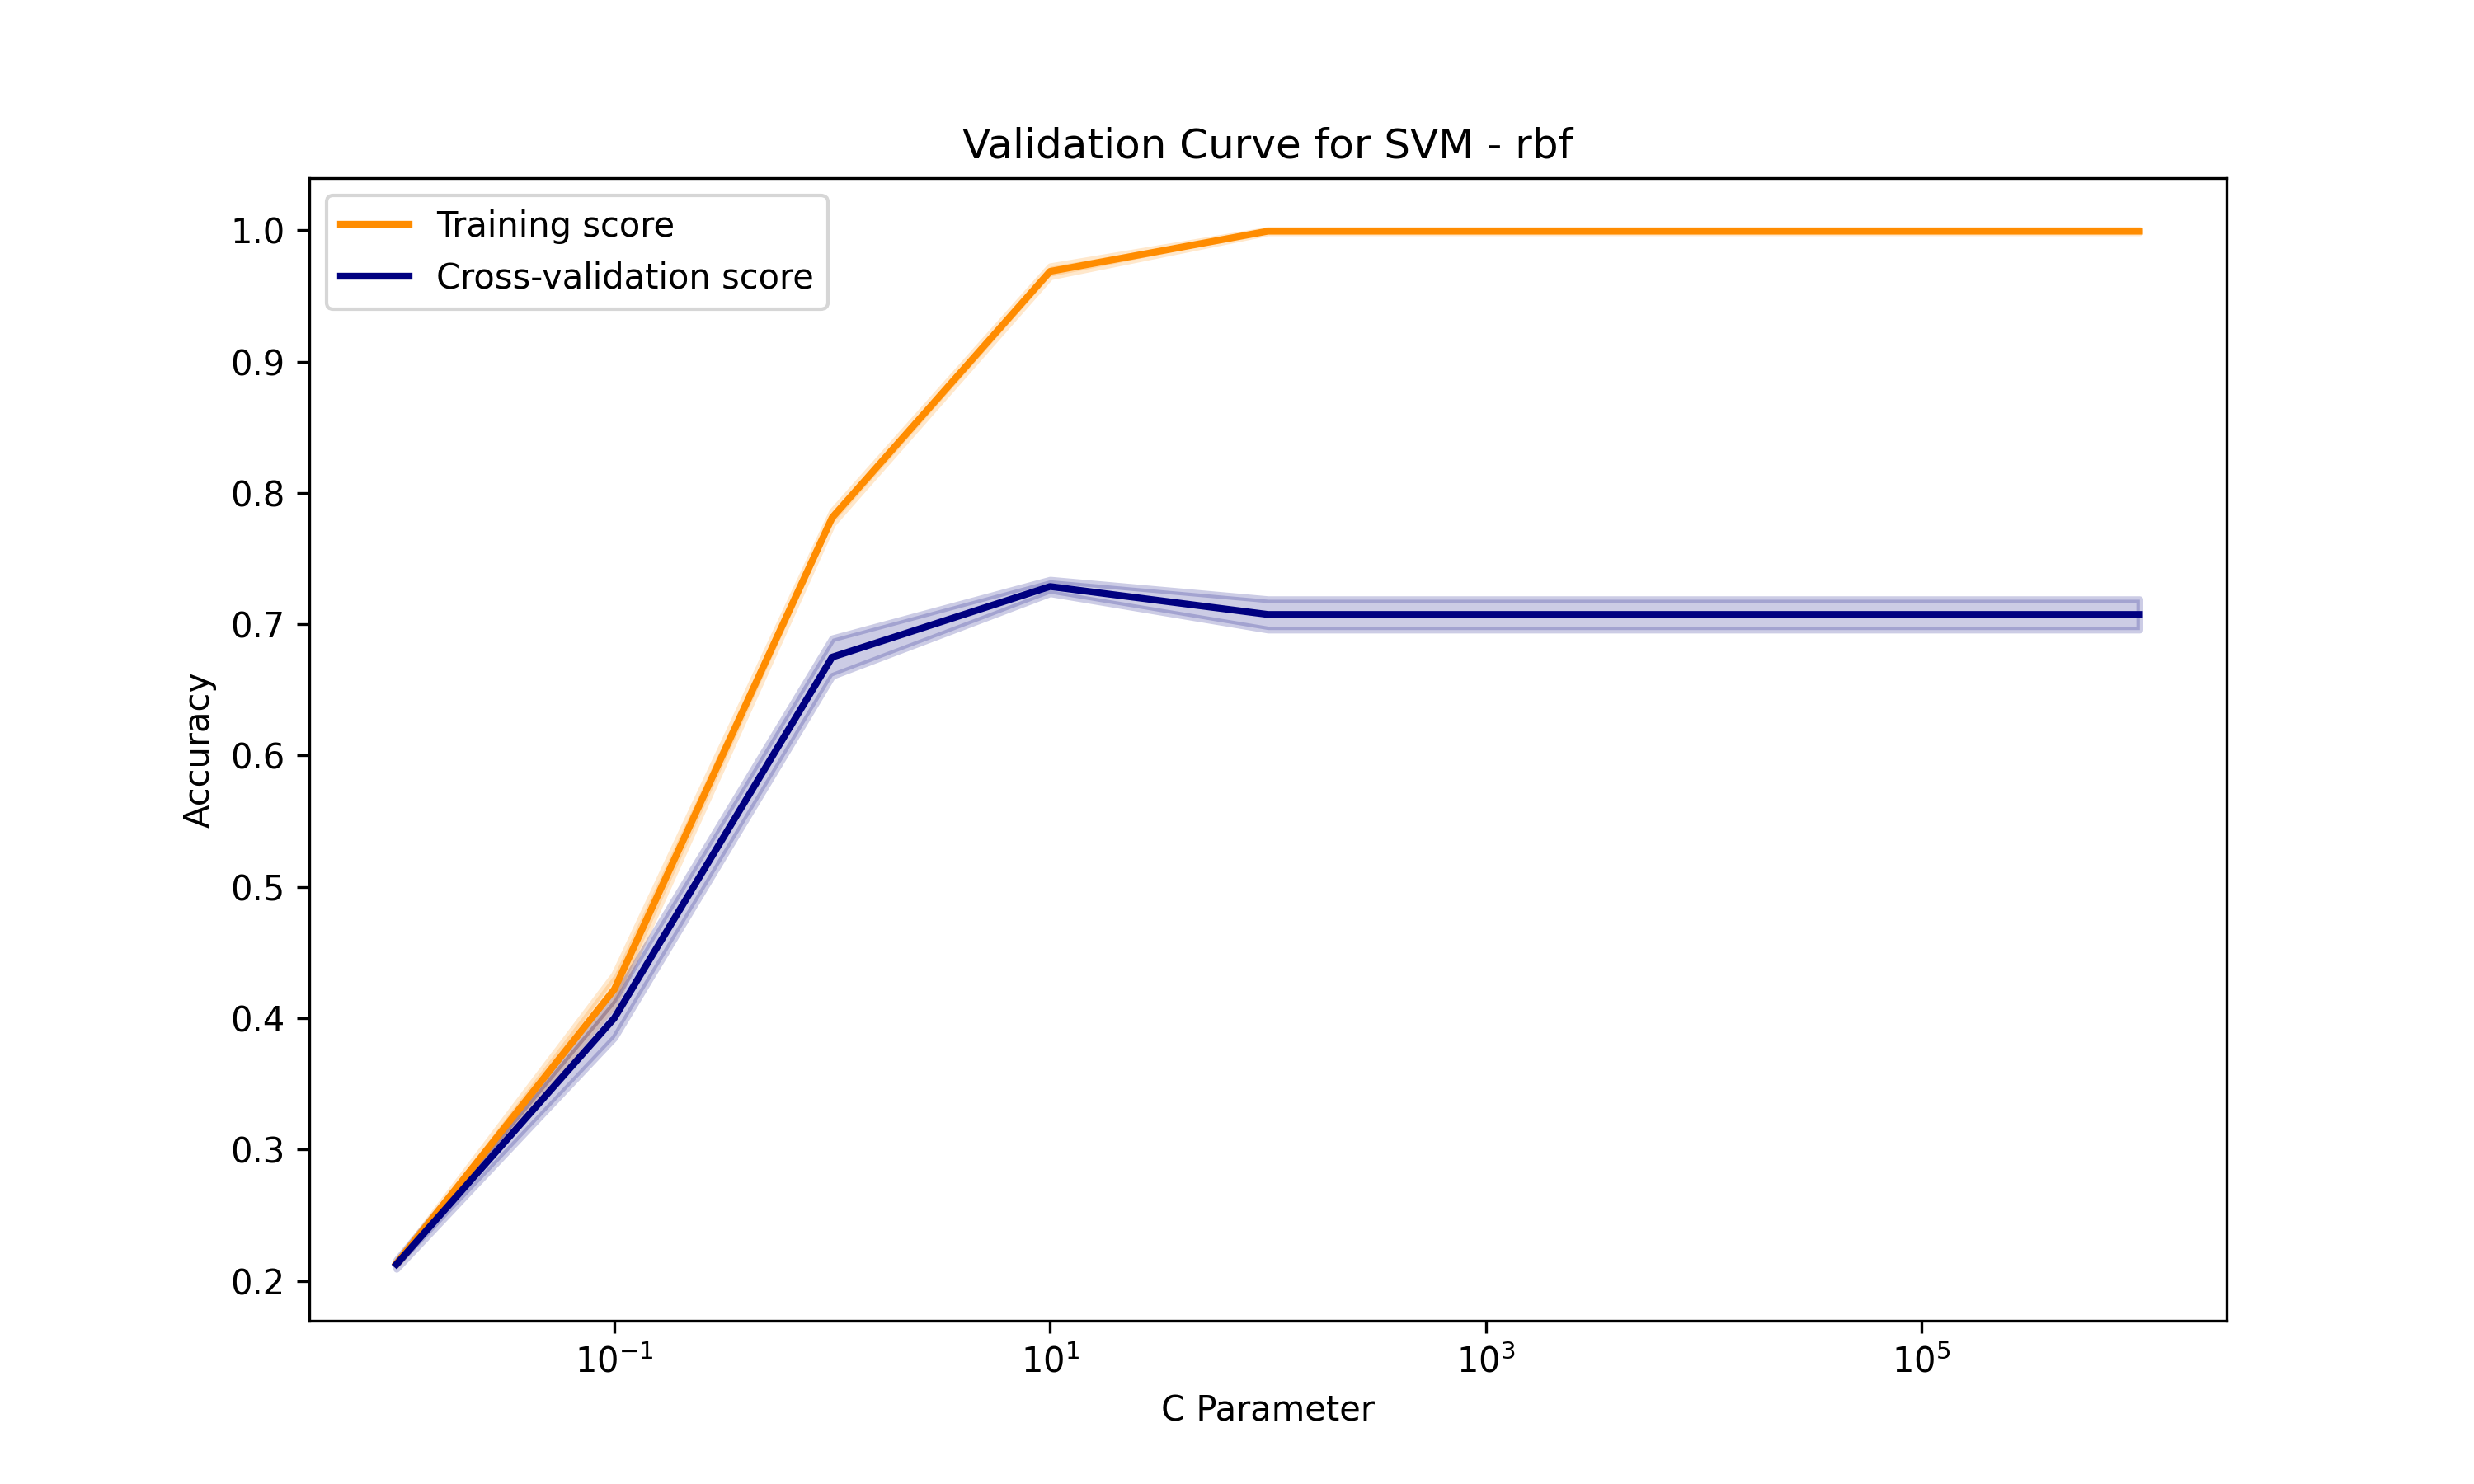 Validation Curve for SVM - rbf
Training score
Cross-validation score
1.0
0.9
0.8
0.7
0.6
0.5
0.4
0.3
0.2
Accuracy
10⁻¹ 10¹ 10³ 10⁵
C Parameter